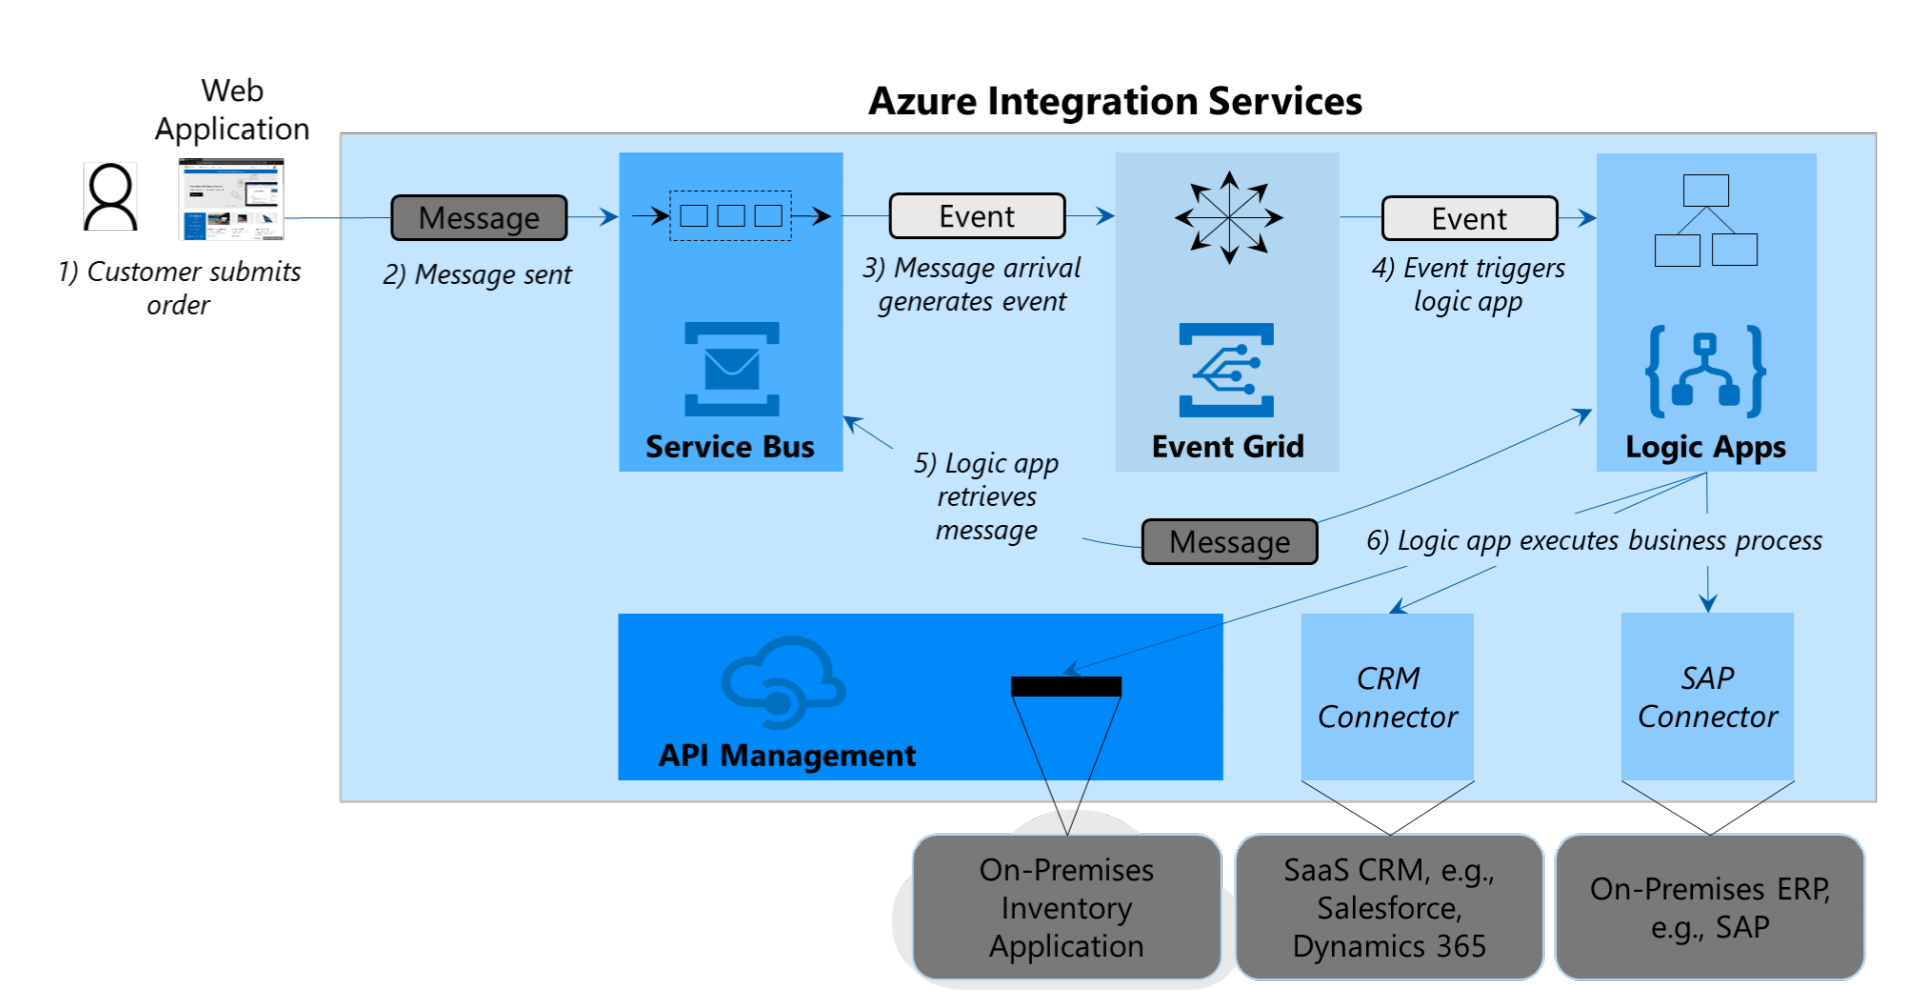 Azure Integration Services
Web
Application
1) Customer submits
order
Message
2) Message sent
Service Bus
Event
3) Message arrival
generates event
Event Grid
Event
4) Event triggers
logic app
Logic Apps
5) Logic app
retrieves
message
Message
6) Logic app executes business process
API Management
CRM
Connector
SAP
Connector
On-Premises
Inventory
Application
SaaS CRM, e.g.,
Salesforce,
Dynamics 365
On-Premises ERP,
e.g., SAP